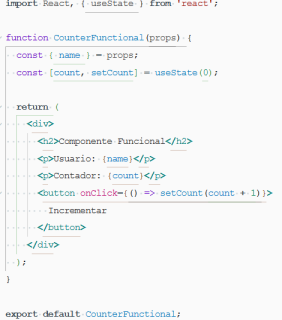 import React, { useState } from 'react';
function CounterFunctional(props) {
const { name } = props;
const [count, setCount] = useState(0);
return (
<div>
<h2>Componente Funcional</h2>
<p>Usuario: {name}</p>
<p>Contador: {count}</p>
<button onClick={() => setCount(count + 1)}>
Incrementar
</button>
</div>
);
}
export default CounterFunctional;